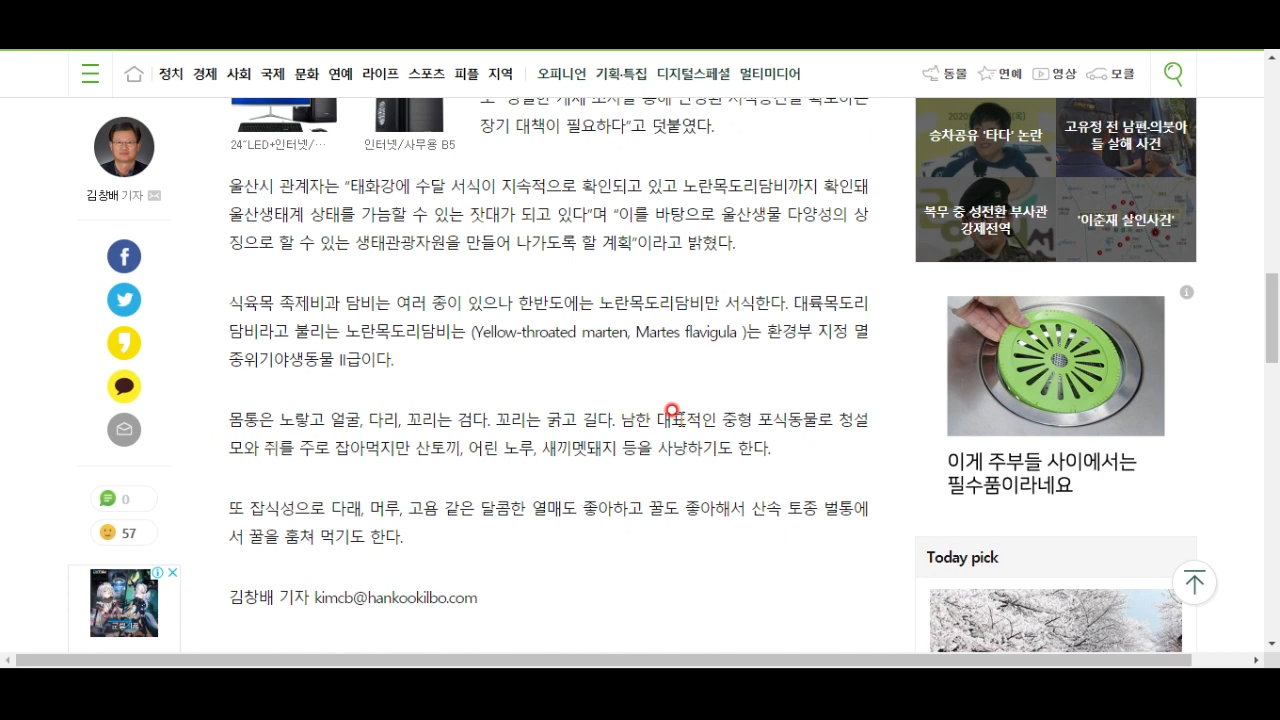 정치 경제 사회 국제 문화 연예 라이프 스포츠 피플 지역 오피니언 기획·특집 디지털스페셜 멀티미디어 동물 연예 영상 모클
장기 대책이 필요하다”고 덧붙였다.
24"LED+인터넷/…
인터넷/사무용 B5
김창배 기자
울산시 관계자는 “태화강에 수달 서식이 지속적으로 확인되고 있고 노란목도리담비까지 확인돼
울산생태계 상태를 가늠할 수 있는 잣대가 되고 있다”며 “이를 바탕으로 울산생물 다양성의 상
징으로 할 수 있는 생태관광자원을 만들어 나가도록 할 계획”이라고 밝혔다.
식육목 족제비과 담비는 여러 종이 있으나 한반도에는 노란목도리담비만 서식한다. 대륙목도리
담비라고 불리는 노란목도리담비는 (Yellow-throated marten, Martes flavigula )는 환경부 지정 멸
종위기야생동물 II급이다.
몸통은 노랗고 얼굴, 다리, 꼬리는 검다. 꼬리는 굵고 길다. 남한 대표적인 중형 포식동물로 청설
모와 쥐를 주로 잡아먹지만 산토끼, 어린 노루, 새끼멧돼지 등을 사냥하기도 한다.
또 잡식성으로 다래, 머루, 고욤 같은 달콤한 열매도 좋아하고 꿀도 좋아해서 산속 토종 벌통에
서 꿀을 훔쳐 먹기도 한다.
김창배 기자 kimcb@hankookilbo.com
0
57
승차공유 '타다' 논란
고유정 전 남편·의붓아
들 살해 사건
복무 중 성전환 부사관
강제전역
'이춘재 살인사건'
이게 주부들 사이에서는
필수품이라네요
Today pick